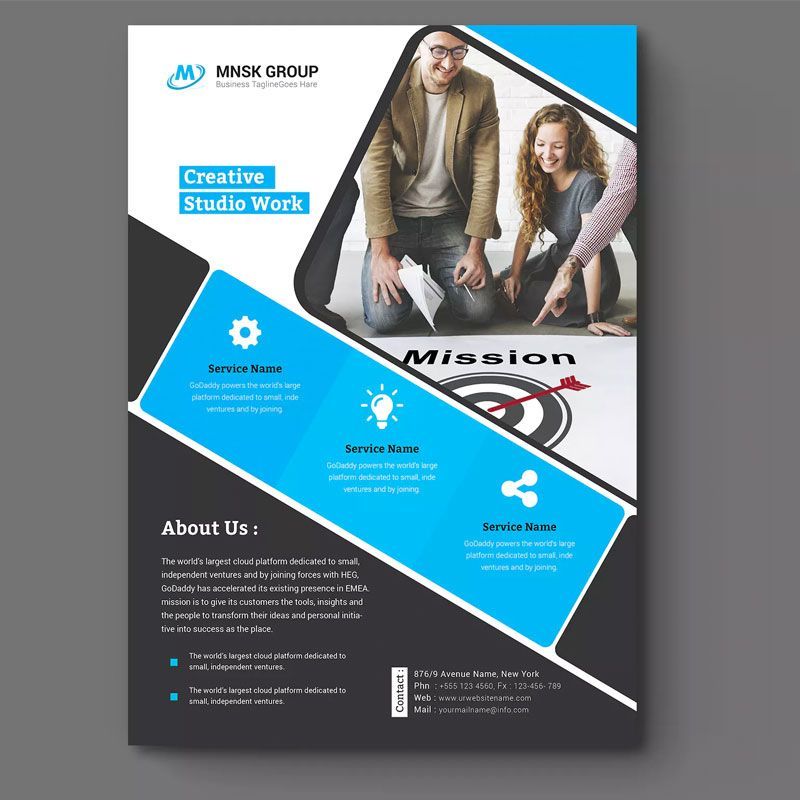 MNSK GROUP
Business TaglineGoes Hare
Creative
Studio Work
Mission
Service Name
GoDaddy powers the world's large
platform dedicated to small, inde
ventures and by joining.
Service Name
GoDaddy powers the world's large
platform dedicated to small, inde
ventures and by joining.
Service Name
GoDaddy powers the world's large
platform dedicated to small, inde
ventures and by joining.
About Us :
The world's largest cloud platform dedicated to small,
independent ventures and by joining forces with HEG,
GoDaddy has accelerated its existing presence in EMEA.
mission is to give its customers the tools, insights and
the people to transform their ideas and personal initia-
tive into success as the place.
The world's largest cloud platform dedicated to
small, independent ventures.
The world's largest cloud platform dedicated to
small, independent ventures.
Contact :
876/9 Avenue Name, New York
Phn : +555 123 4560, Fx : 123-456- 789
Web : www.urwebsitename.com
Mail : yourmailname@info.com